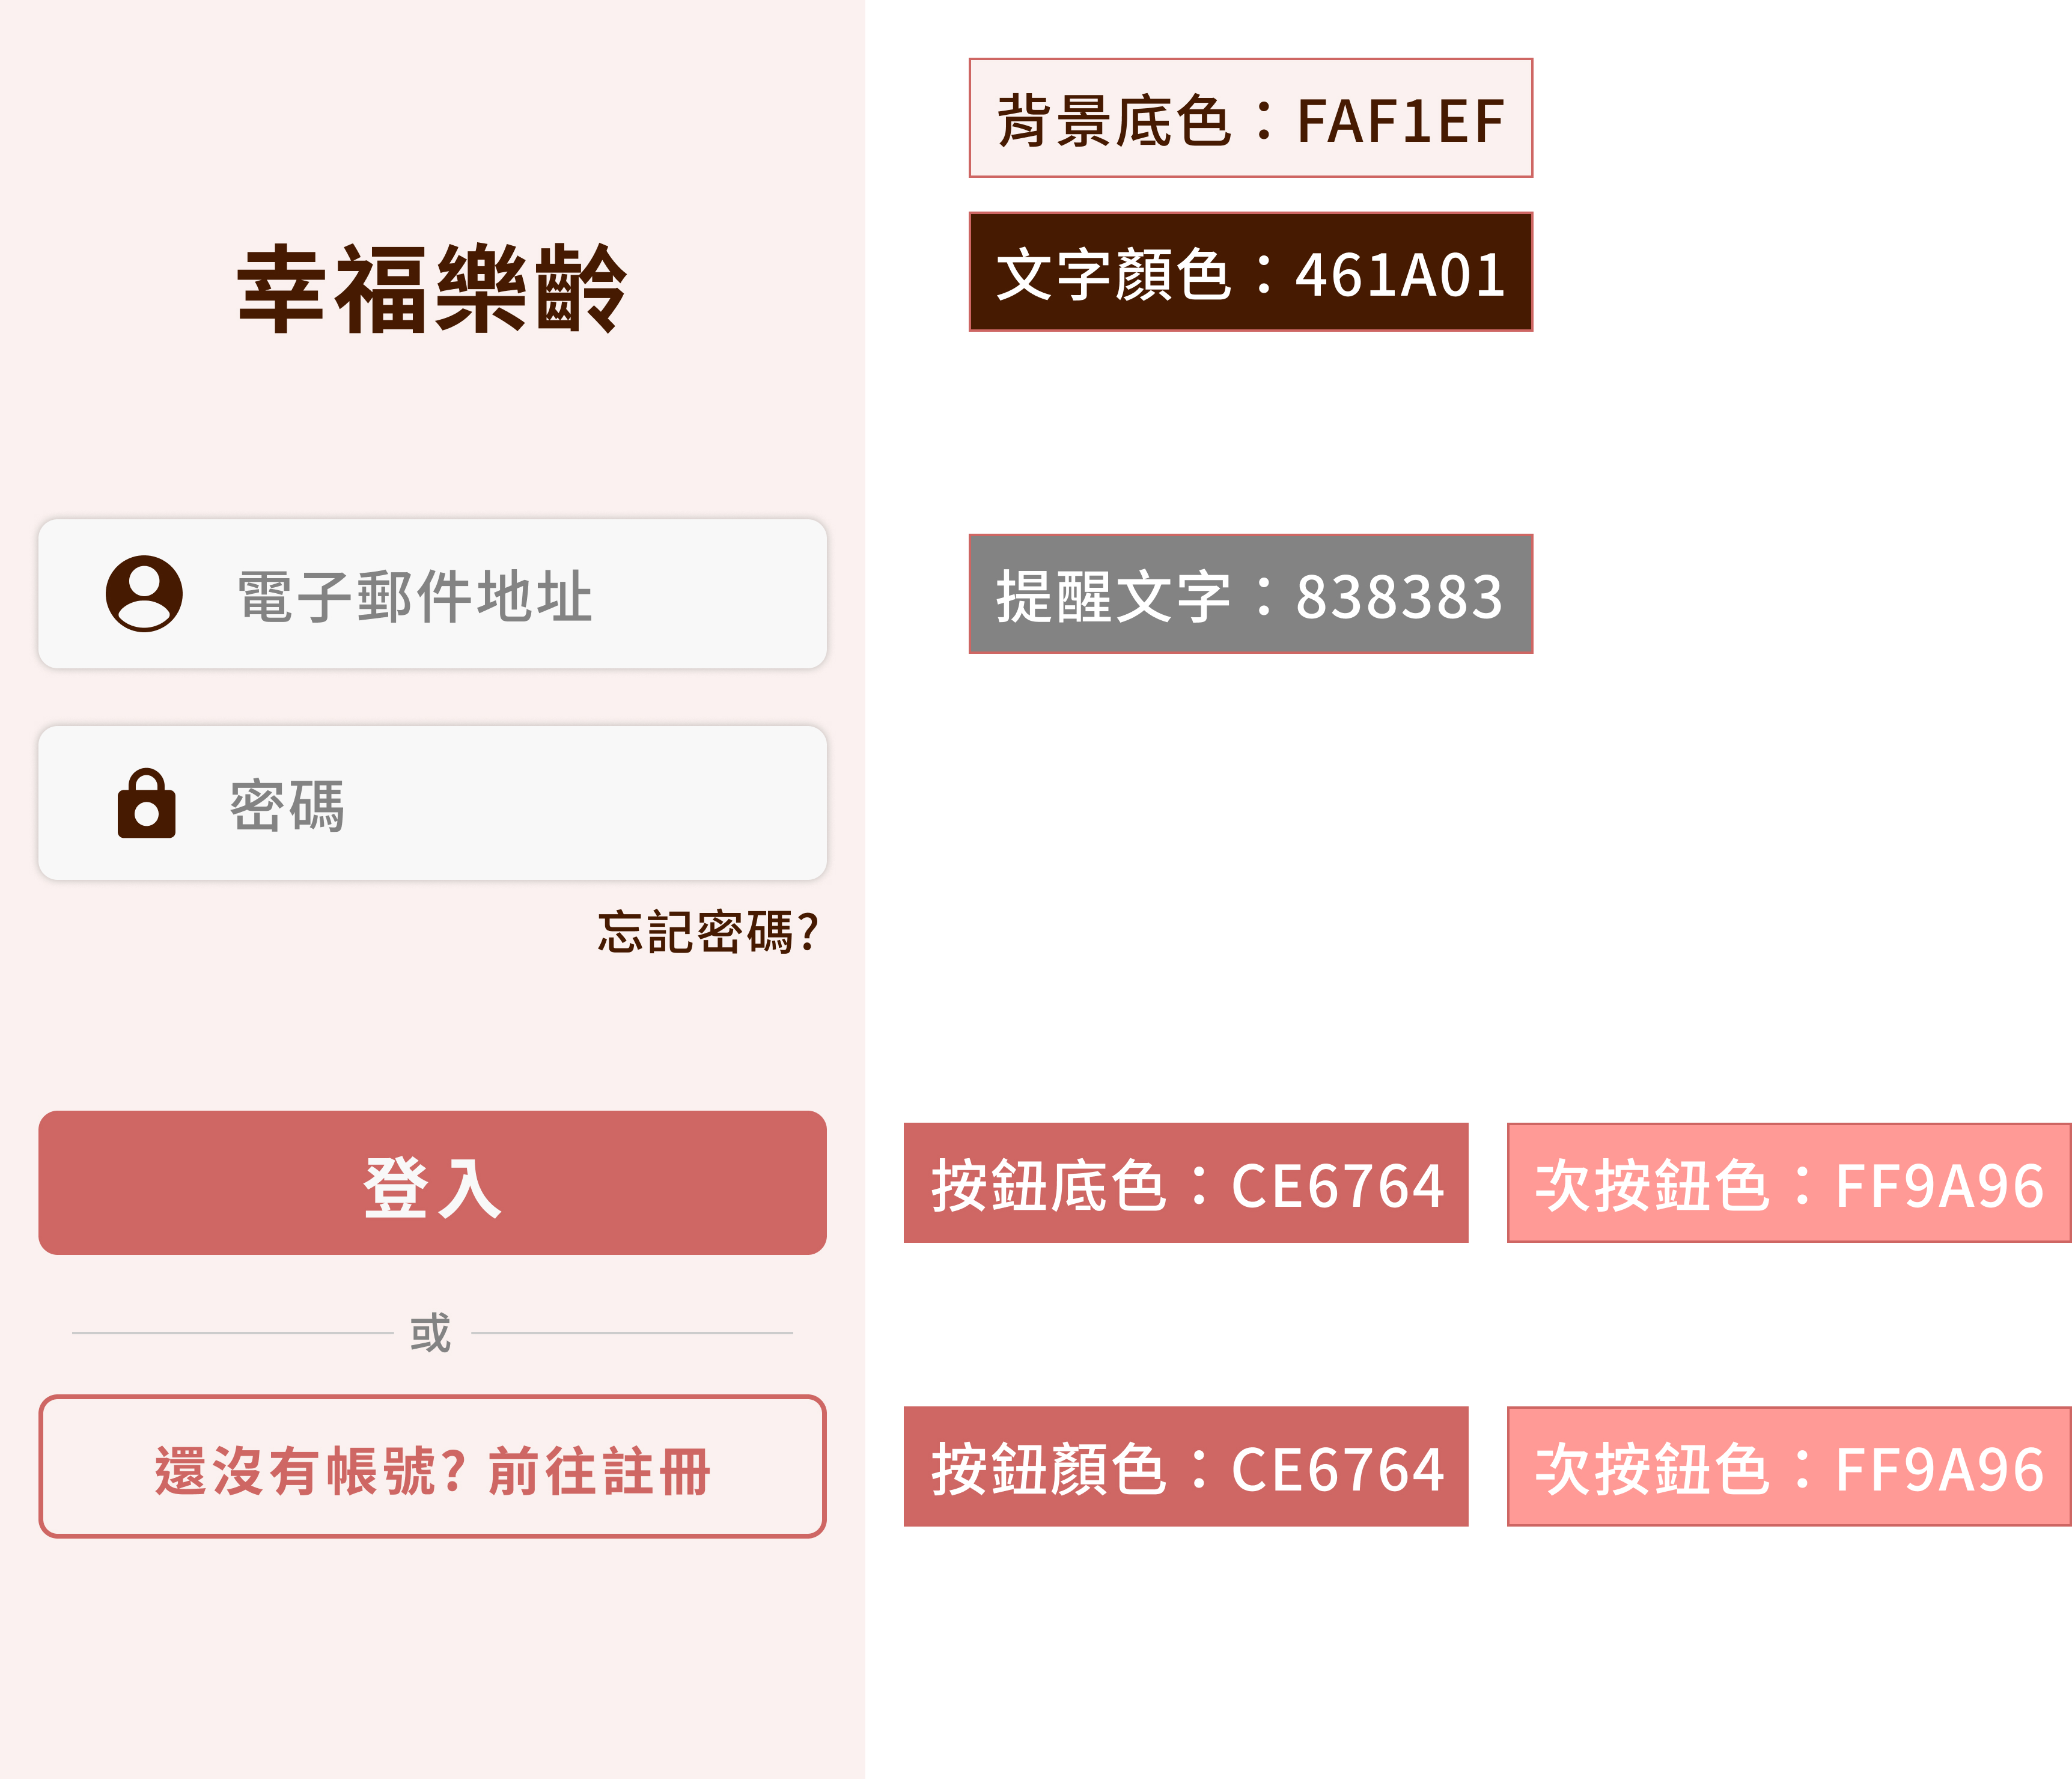 幸福樂齡
電子郵件地址
密碼
忘記密碼?
登入
或
還沒有帳號? 前往註冊
背景底色：FAF1EF
文字顏色：461A01
提醒文字：838383
按鈕底色：CE6764
次按鈕色：FF9A96
按鈕顏色：CE6764
次按鈕色：FF9A96